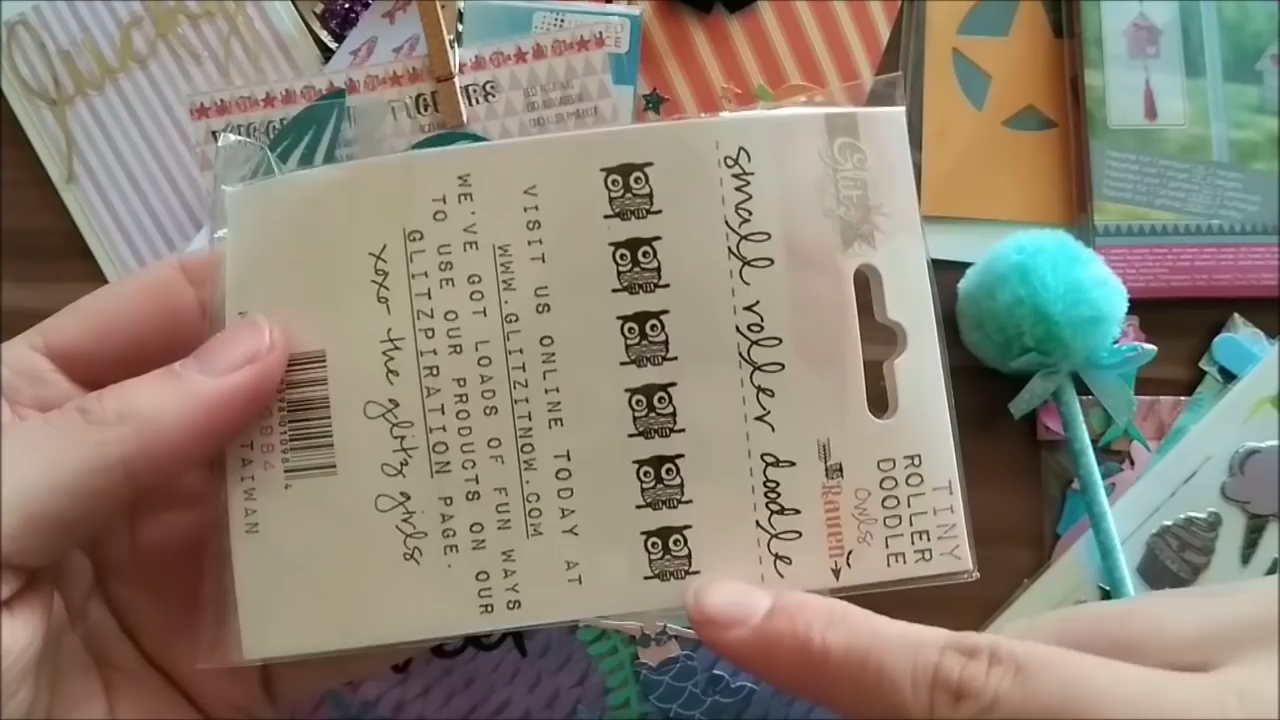 lucky
TIGERS
Glitz
TINY
ROLLER
DOODLE
owls
Raven
small roller doodle
VISIT US ONLINE TODAY AT
WWW.GLITZITNOW.COM
WE'VE GOT LOADS OF FUN WAYS
TO USE OUR PRODUCTS ON OUR
GLITZPIRATION PAGE.
xoxo the glitz girls
TAIWAN